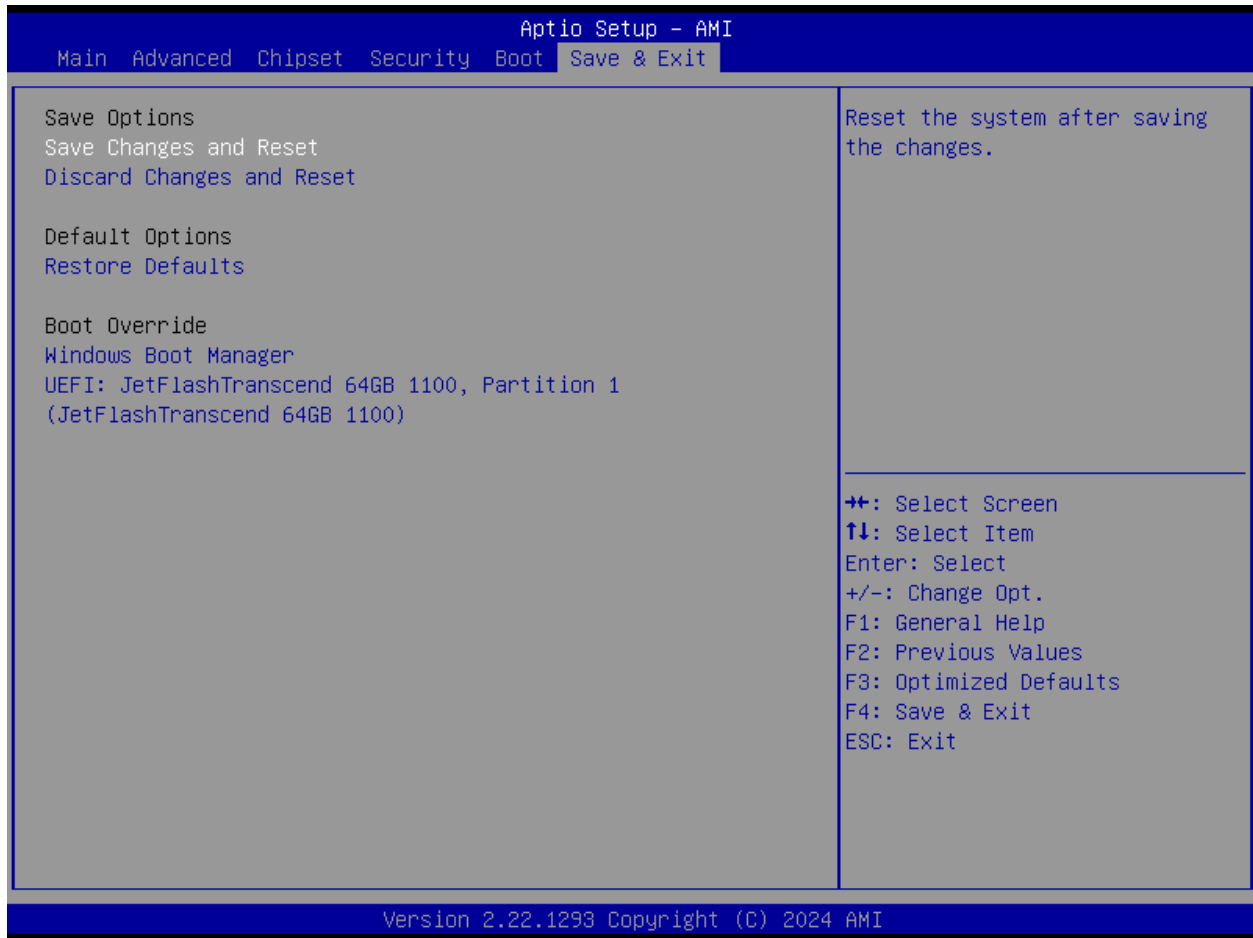 Aptio Setup – AMI
Main Advanced Chipset Security Boot Save & Exit
Save Options
Save Changes and Reset
Discard Changes and Reset
Default Options
Restore Defaults
Boot Override
Windows Boot Manager
UEFI: JetFlashTranscend 64GB 1100, Partition 1
(JetFlashTranscend 64GB 1100)
Reset the system after saving
the changes.
→←: Select Screen
↑↓: Select Item
Enter: Select
+/-: Change Opt.
F1: General Help
F2: Previous Values
F3: Optimized Defaults
F4: Save & Exit
ESC: Exit
Version 2.22.1293 Copyright (C) 2024 AMI